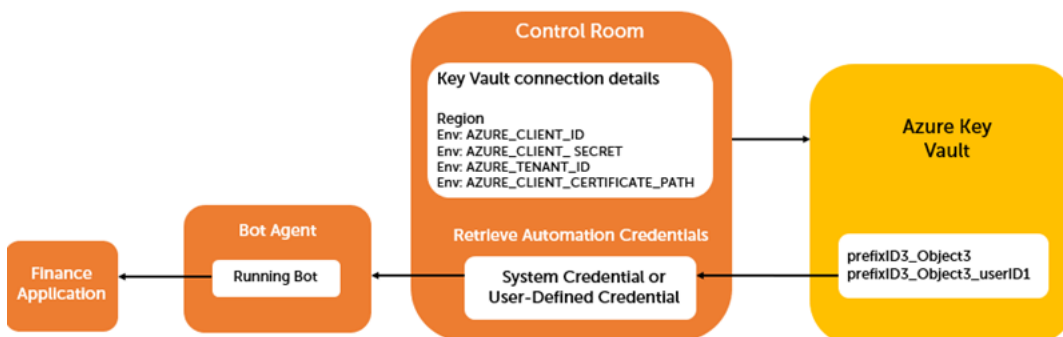 Control Room
Key Vault connection details
Region
Env: AZURE_CLIENT_ID
Env: AZURE_CLIENT_ SECRET
Env: AZURE_TENANT_ID
Env: AZURE_CLIENT_CERTIFICATE_PATH
Azure Key
Vault
Bot Agent
Retrieve Automation Credentials
Finance
Application
Running Bot
System Credential or
User-Defined Credential
prefixID3_Object3
prefixID3_Object3_userID1